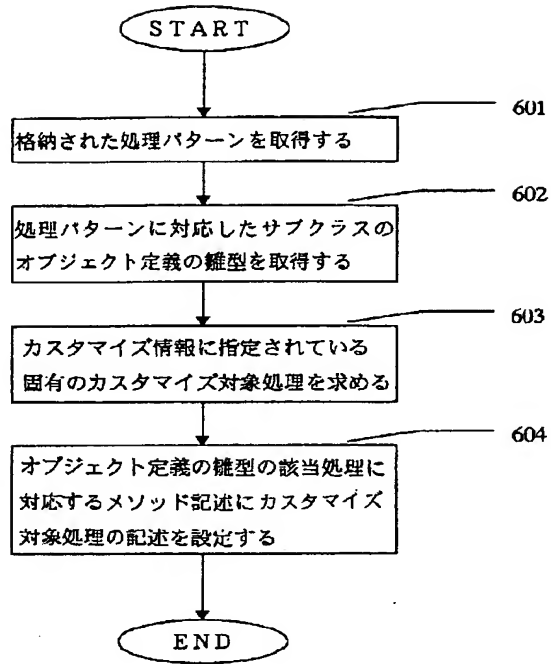 START
601
格納された処理パターンを取得する
602
処理パターンに対応したサブクラスの
オブジェクト定義の雛型を取得する
603
カスタマイズ情報に指定されている
固有のカスタマイズ対象処理を求める
604
オブジェクト定義の雛型の該当処理に
対応するメソッド記述にカスタマイズ
対象処理の記述を設定する
END